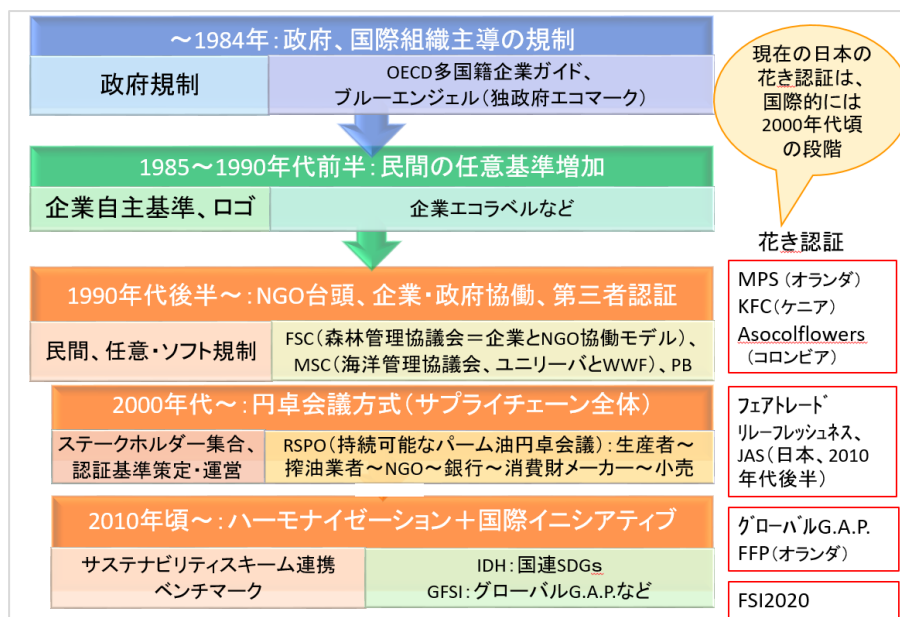 ～1984年：政府、国際組織主導の規制
政府規制
OECD多国籍企業ガイド、
ブルーエンジェル（独政府エコマーク）
現在の日本の
花き認証は、
国際的には
2000年代頃
の段階
1985～1990年代前半：民間の任意基準増加
企業自主基準、ロゴ
企業エコラベルなど
花き認証
1990年代後半～：NGO台頭、企業・政府協働、第三者認証
民間、任意・ソフト規制
FSC（森林管理協議会＝企業とNGO協働モデル）、
MSC（海洋管理協議会、ユニリーバとWWF）、PB
MPS（オランダ）
KFC（ケニア）
Asocolflowers
（コロンビア）
2000年代～：円卓会議方式（サプライチェーン全体）
ステークホルダー集合、
認証基準策定・運営
RSPO（持続可能なパーム油円卓会議）：生産者～
搾油業者～NGO～銀行～消費財メーカー～小売
ﾌｪｱﾄﾚｰﾄﾞ
ﾘﾚｰﾌﾚｯｼｭﾈｽ、
JAS（日本、2010
年代後半）
2010年頃～：ハーモナイゼーション＋国際イニシアティブ
サステナビリティスキーム連携
ベンチマーク
IDH：国連SDGs
GFSI：グローバルG.A.P.など
ｸﾞﾛｰﾊﾞﾙG.A.P.
FFP（オランダ）
FSI2020